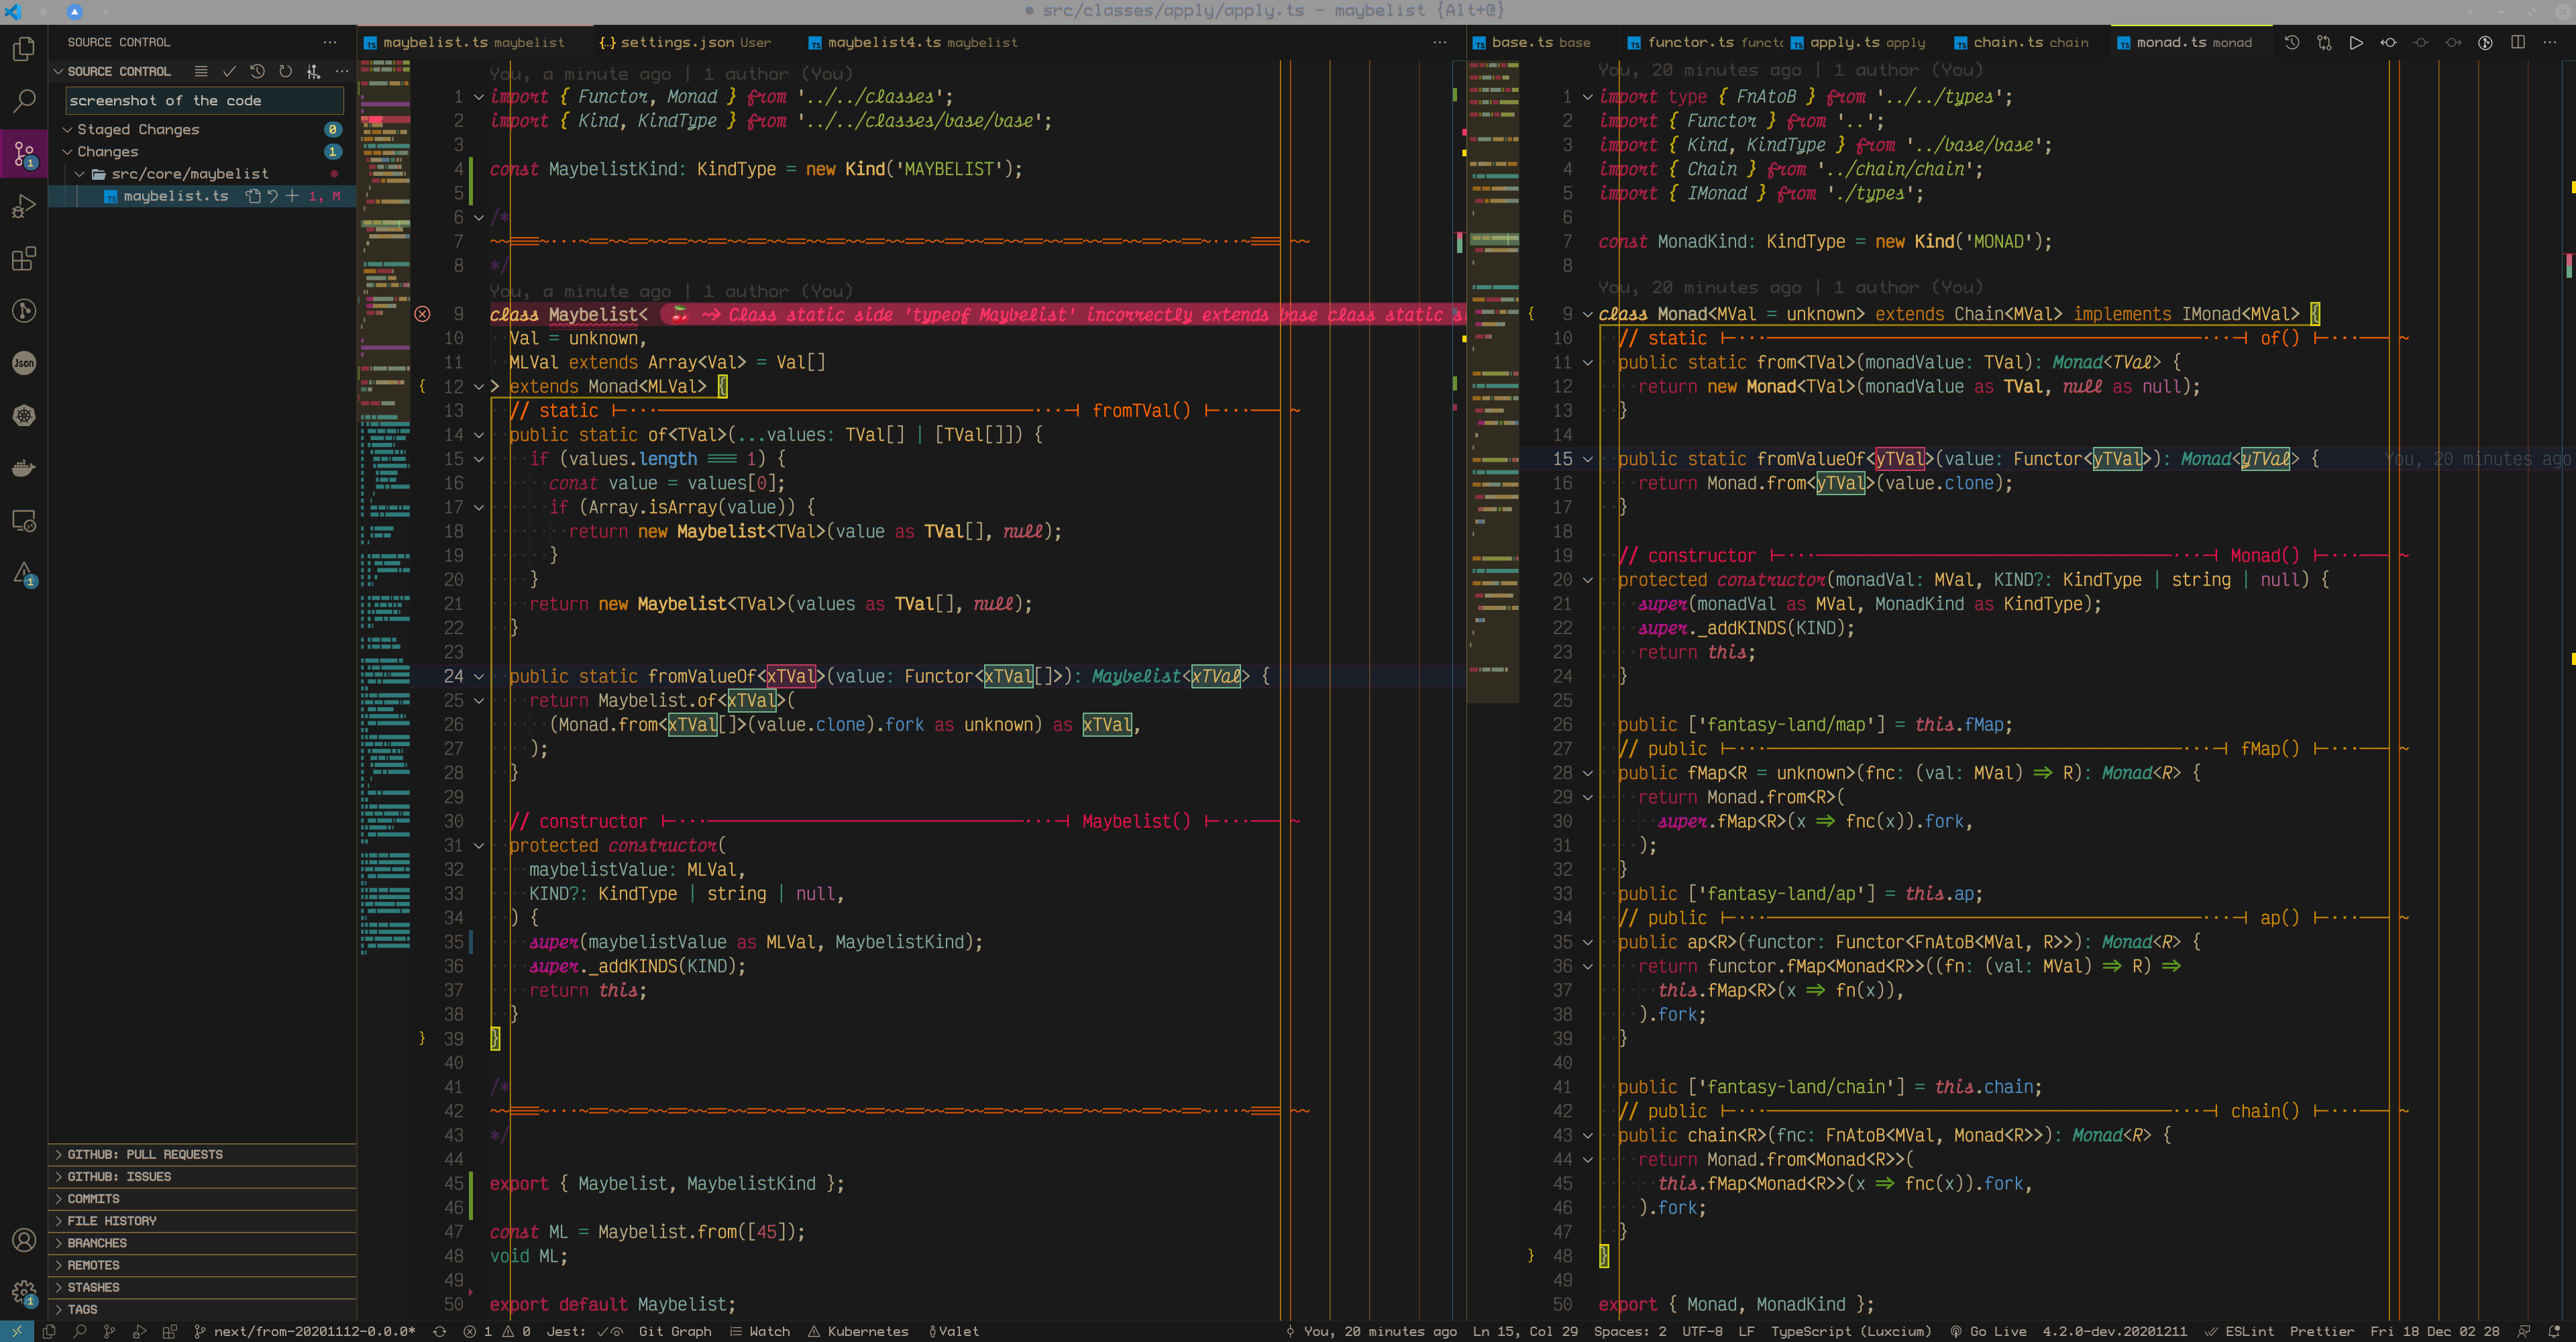 ● src/classes/apply/apply.ts - maybelist {Alt+@}
SOURCE CONTROL
SOURCE CONTROL
screenshot of the code
Staged Changes 0
Changes 1
src/core/maybelist
maybelist.ts 1, M
GITHUB: PULL REQUESTS
GITHUB: ISSUES
COMMITS
FILE HISTORY
BRANCHES
REMOTES
STASHES
TAGS
maybelist.ts maybelist {..} settings.json User maybelist4.ts maybelist
You, a minute ago | 1 author (You)
1 import { Functor, Monad } from '../../classes';
2 import { Kind, KindType } from '../../classes/base/base';
3
4 const MaybelistKind: KindType = new Kind('MAYBELIST');
5
6 /*
7
8 */
You, a minute ago | 1 author (You)
9 class Maybelist< Class static side 'typeof Maybelist' incorrectly extends base class static s
10 Val = unknown,
11 MLVal extends Array<Val> = Val[]
12 > extends Monad<MLVal> {
13 // static fromTVal()
14 public static of<TVal>(...values: TVal[] | [TVal[]]) {
15 if (values.length === 1) {
16 const value = values[0];
17 if (Array.isArray(value)) {
18 return new Maybelist<TVal>(value as TVal[], null);
19 }
20 }
21 return new Maybelist<TVal>(values as TVal[], null);
22 }
23
24 public static fromValueOf<xTVal>(value: Functor<xTVal[]>): Maybelist<xTVal> {
25 return Maybelist.of<xTVal>(
26 (Monad.from<xTVal[]>(value.clone).fork as unknown) as xTVal,
27 );
28 }
29
30 // constructor Maybelist()
31 protected constructor(
32 maybelistValue: MLVal,
33 KIND?: KindType | string | null,
34 ) {
35 super(maybelistValue as MLVal, MaybelistKind);
36 super._addKINDS(KIND);
37 return this;
38 }
39 }
40
41 /*
42
43 */
44
45 export { Maybelist, MaybelistKind };
46
47 const ML = Maybelist.from([45]);
48 void ML;
49
50 export default Maybelist;
base.ts base functor.ts functo apply.ts apply chain.ts chain monad.ts monad
You, 20 minutes ago | 1 author (You)
1 import type { FnAtoB } from '../../types';
2 import { Functor } from '..';
3 import { Kind, KindType } from '../base/base';
4 import { Chain } from '../chain/chain';
5 import { IMonad } from './types';
6
7 const MonadKind: KindType = new Kind('MONAD');
8
You, 20 minutes ago | 1 author (You)
9 class Monad<MVal = unknown> extends Chain<MVal> implements IMonad<MVal> {
10 // static of()
11 public static from<TVal>(monadValue: TVal): Monad<TVal> {
12 return new Monad<TVal>(monadValue as TVal, null as null);
13 }
14
15 public static fromValueOf<yTVal>(value: Functor<yTVal>): Monad<yTVal> { You, 20 minutes ago
16 return Monad.from<yTVal>(value.clone);
17 }
18
19 // constructor Monad()
20 protected constructor(monadVal: MVal, KIND?: KindType | string | null) {
21 super(monadVal as MVal, MonadKind as KindType);
22 super._addKINDS(KIND);
23 return this;
24 }
25
26 public ['fantasy-land/map'] = this.fMap;
27 // public fMap()
28 public fMap<R = unknown>(fnc: (val: MVal) => R): Monad<R> {
29 return Monad.from<R>(
30 super.fMap<R>(x => fnc(x)).fork,
31 );
32 }
33 public ['fantasy-land/ap'] = this.ap;
34 // public ap()
35 public ap<R>(functor: Functor<FnAtoB<MVal, R>>): Monad<R> {
36 return functor.fMap<Monad<R>>((fn: (val: MVal) => R) =>
37 this.fMap<R>(x => fn(x)),
38 ).fork;
39 }
40
41 public ['fantasy-land/chain'] = this.chain;
42 // public chain()
43 public chain<R>(fnc: FnAtoB<MVal, Monad<R>>): Monad<R> {
44 return Monad.from<Monad<R>>(
45 this.fMap<Monad<R>>(x => fnc(x)).fork,
46 ).fork;
47 }
48 }
49
50 export { Monad, MonadKind };
next/from-20201112-0.0.0* 1 0 Jest: Git Graph Watch Kubernetes Valet You, 20 minutes ago Ln 15, Col 29 Spaces: 2 UTF-8 LF TypeScript (Luxcium) Go Live 4.2.0-dev.20201211 ESLint Prettier Fri 18 Dec 02 28